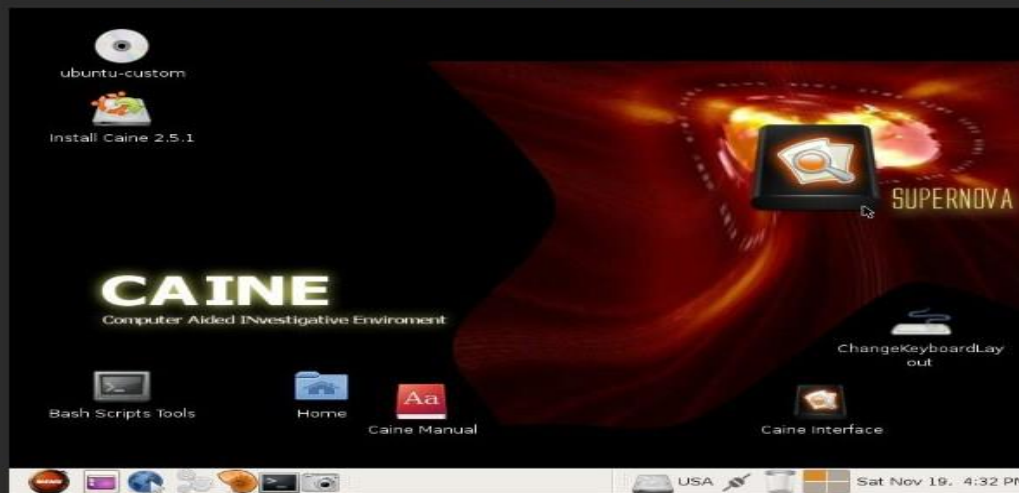 ubuntu-custom
Install Caine 2.5.1
SUPERNOVA
CAINE
Computer Aided INvestigative Enviroment
ChangeKeyboardLay
out
Bash Scripts Tools
Home
Aa
Caine Manual
Caine Interface
USA
Sat Nov 19, 4:32 PM